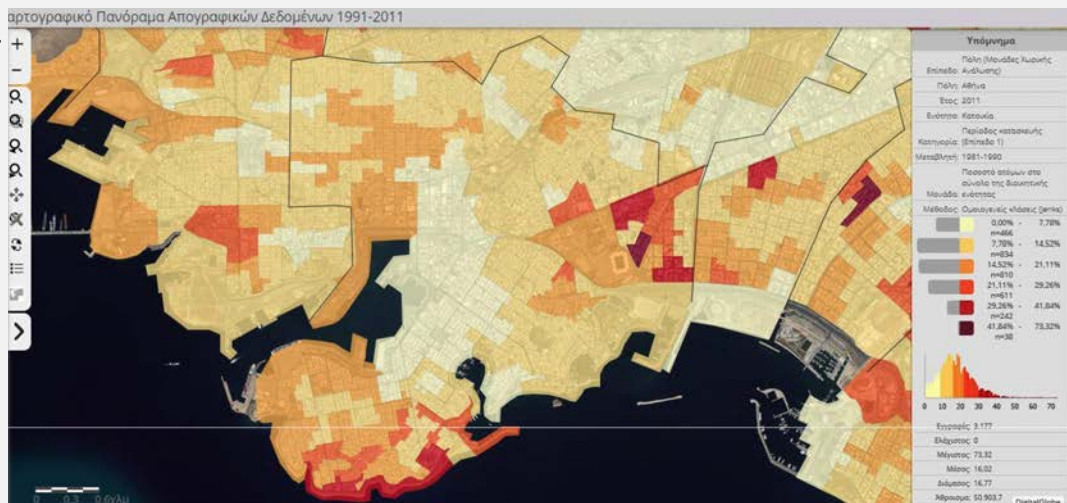 αρτογραφικό Πανόραμα Απογραφικών Δεδομένων 1991-2011
Υπόμνημα
Πόλη (Μονάδες Χωρικής
Επίπεδο: Ανάλυσης)
Πόλη: Αθήνα
Έτος: 2011
Ενότητα: Κατοικία
Περίοδος κατασκευής
Κατηγορία: (Επίπεδο 1)
Μεταβλητή: 1981-1990
Ποσοστό ατόμων στο
σύνολο της διοικητικής
Μονάδα: ενότητας
Μέθοδος: Ομοιογενείς κλάσεις (Jenks)
0,00% - 7,78%
n=466
7,78% - 14,52%
n=834
14,52% - 21,11%
n=810
21,11% - 29,26%
n=611
29,26% - 41,84%
n=242
41,84% - 73,32%
n=38
0 10 20 30 40 50 60 70
Εγγραφές: 3.177
Ελάχιστος: 0
Μέγιστος: 73,32
Μέσος: 16,02
Διάμεσος: 16,77
Άθροισμα: 50.903,7
DigitalGlobe
0 0.3 0.6χλμ